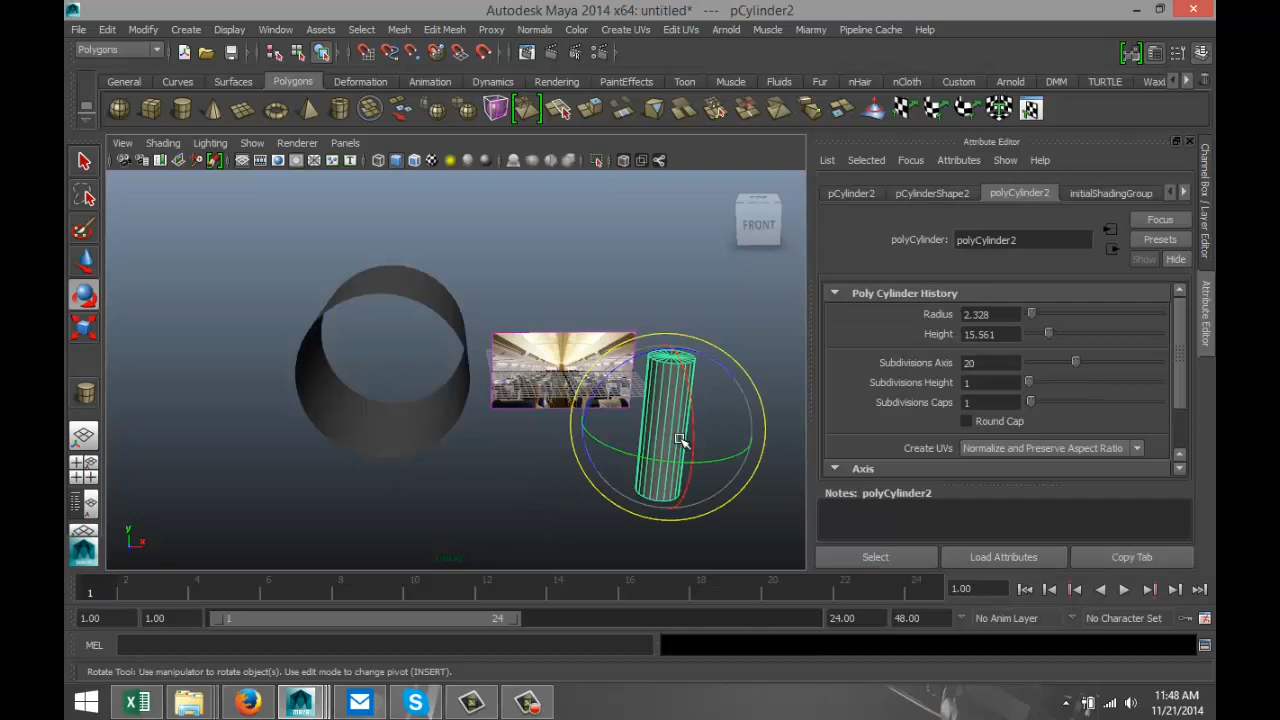 Autodesk Maya 2014 x64: untitled* --- pCylinder2
File Edit Modify Create Display Window Assets Select Mesh Edit Mesh Proxy Normals Color Create UVs Edit UVs Arnold Muscle Miarmy Pipeline Cache Help
Polygons
General Curves Surfaces Polygons Deformation Animation Dynamics Rendering PaintEffects Toon Muscle Fluids Fur nHair nCloth Custom Arnold DMM TURTLE Waxl
View Shading Lighting Show Renderer Panels
Attribute Editor
List Selected Focus Attributes Show Help
pCylinder2 pCylinderShape2 polyCylinder2 initialShadingGroup
polyCylinder: polyCylinder2
Focus
Presets
Show Hide
Poly Cylinder History
Radius 2.328
Height 15.561
Subdivisions Axis 20
Subdivisions Height 1
Subdivisions Caps 1
Round Cap
Create UVs Normalize and Preserve Aspect Ratio
Axis
Notes: polyCylinder2
Select Load Attributes Copy Tab
Channel Box / Layer Editor
Attribute Editor
FRONT
y
x
2 4 6 8 10 12 14 16 18 20 22 24
1
1.00
1.00 1.00 1 24 24.00 48.00 No Anim Layer No Character Set
MEL
Rotate Tool: Use manipulator to rotate object(s). Use edit mode to change pivot (INSERT).
11:48 AM
11/21/2014